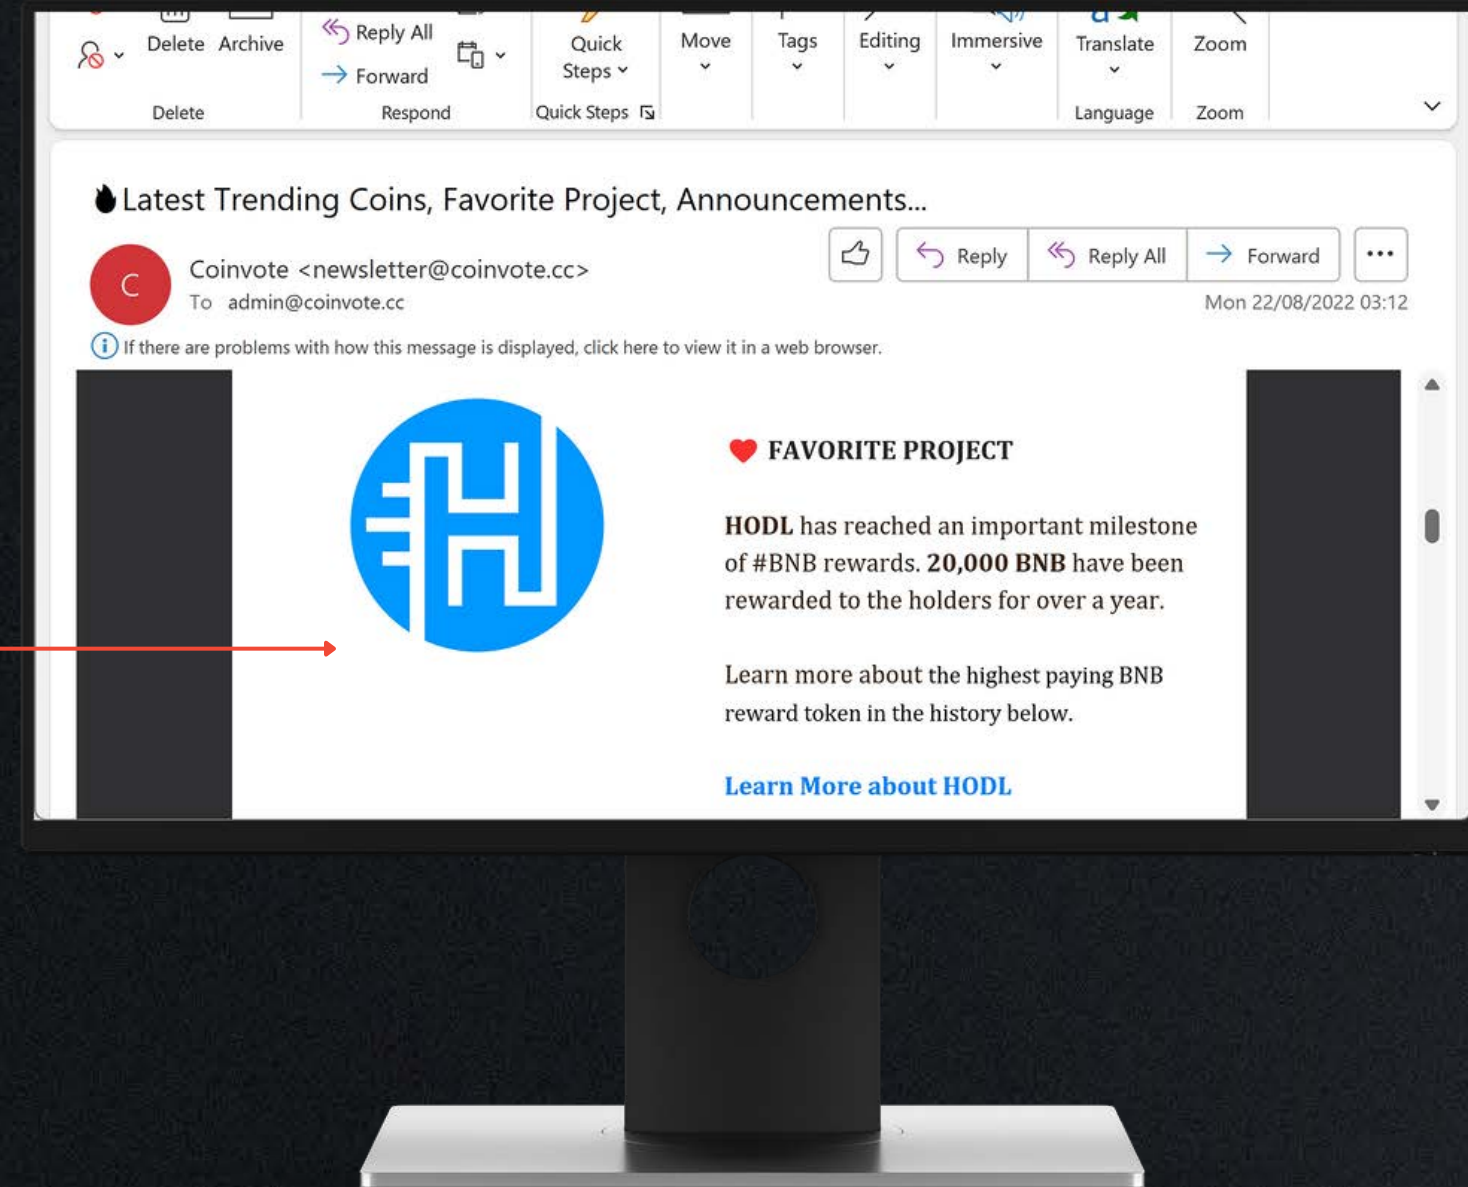 Delete Archive
Reply All
Forward
Quick Steps
Move
Tags
Editing
Immersive
Translate
Zoom
Delete
Respond
Quick Steps
Language
Zoom
🔥Latest Trending Coins, Favorite Project, Announcements...
C
Coinvote <newsletter@coinvote.cc>
To admin@coinvote.cc
Reply
Reply All
Forward
Mon 22/08/2022 03:12
If there are problems with how this message is displayed, click here to view it in a web browser.
❤ FAVORITE PROJECT
HODL has reached an important milestone
of #BNB rewards. 20,000 BNB have been
rewarded to the holders for over a year.
Learn more about the highest paying BNB
reward token in the history below.
Learn More about HODL